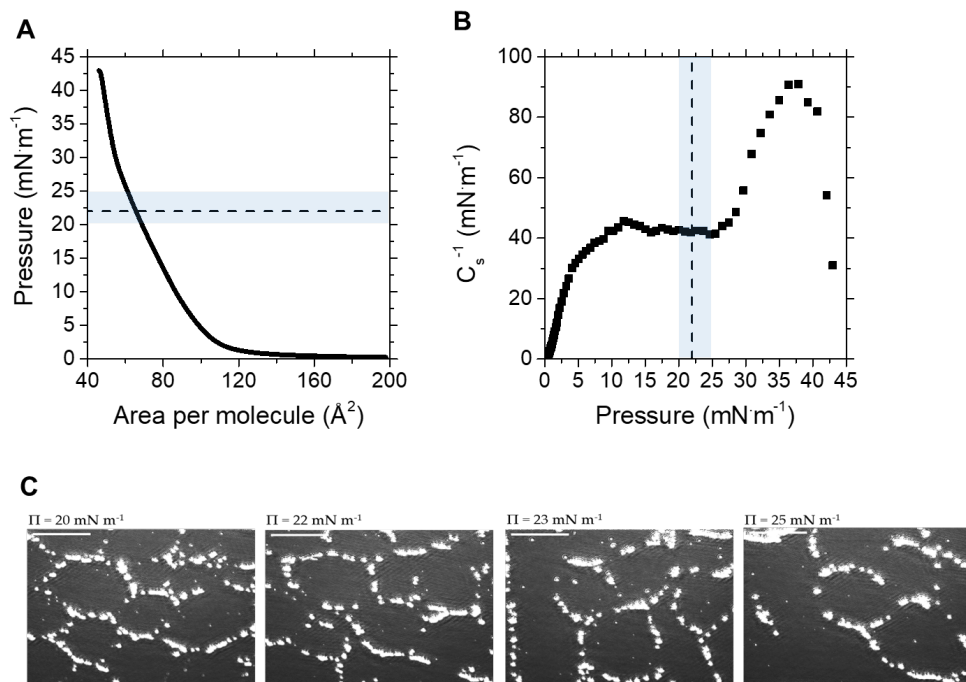 A
45
40
35
30
25
20
15
10
5
0
Pressure (mN·m⁻¹)
40 80 120 160 200
Area per molecule (Å²)
B
100
80
60
40
20
0
Cₛ⁻¹ (mN·m⁻¹)
0 5 10 15 20 25 30 35 40 45
Pressure (mN·m⁻¹)
C
Π = 20 mN m⁻¹
Π = 22 mN m⁻¹
Π = 23 mN m⁻¹
Π = 25 mN m⁻¹